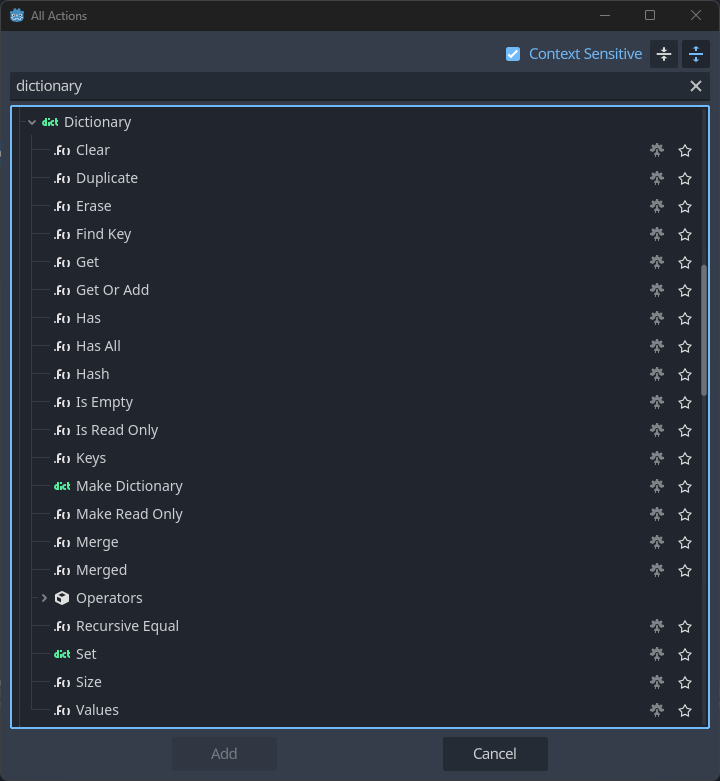 All Actions
Context Sensitive
dictionary
dict Dictionary
.F() Clear
.F() Duplicate
.F() Erase
.F() Find Key
.F() Get
.F() Get Or Add
.F() Has
.F() Has All
.F() Hash
.F() Is Empty
.F() Is Read Only
.F() Keys
dict Make Dictionary
.F() Make Read Only
.F() Merge
.F() Merged
Operators
.F() Recursive Equal
dict Set
.F() Size
.F() Values
Add Cancel